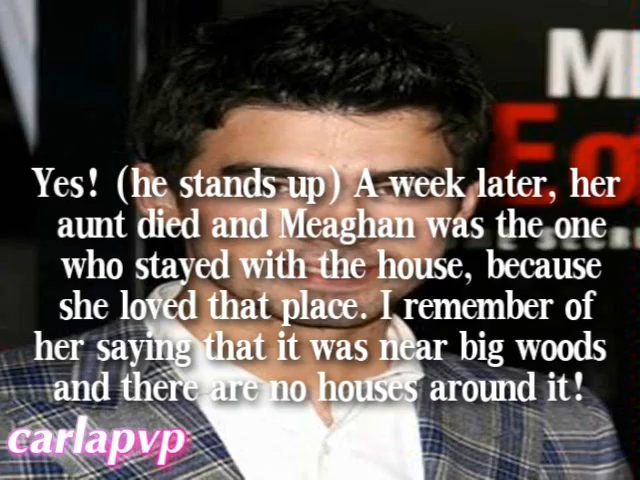 Yes! (he stands up) A week later, her
aunt died and Meaghan was the one
who stayed with the house, because
she loved that place. I remember of
her saying that it was near big woods
and there are no houses around it!
carlapvp